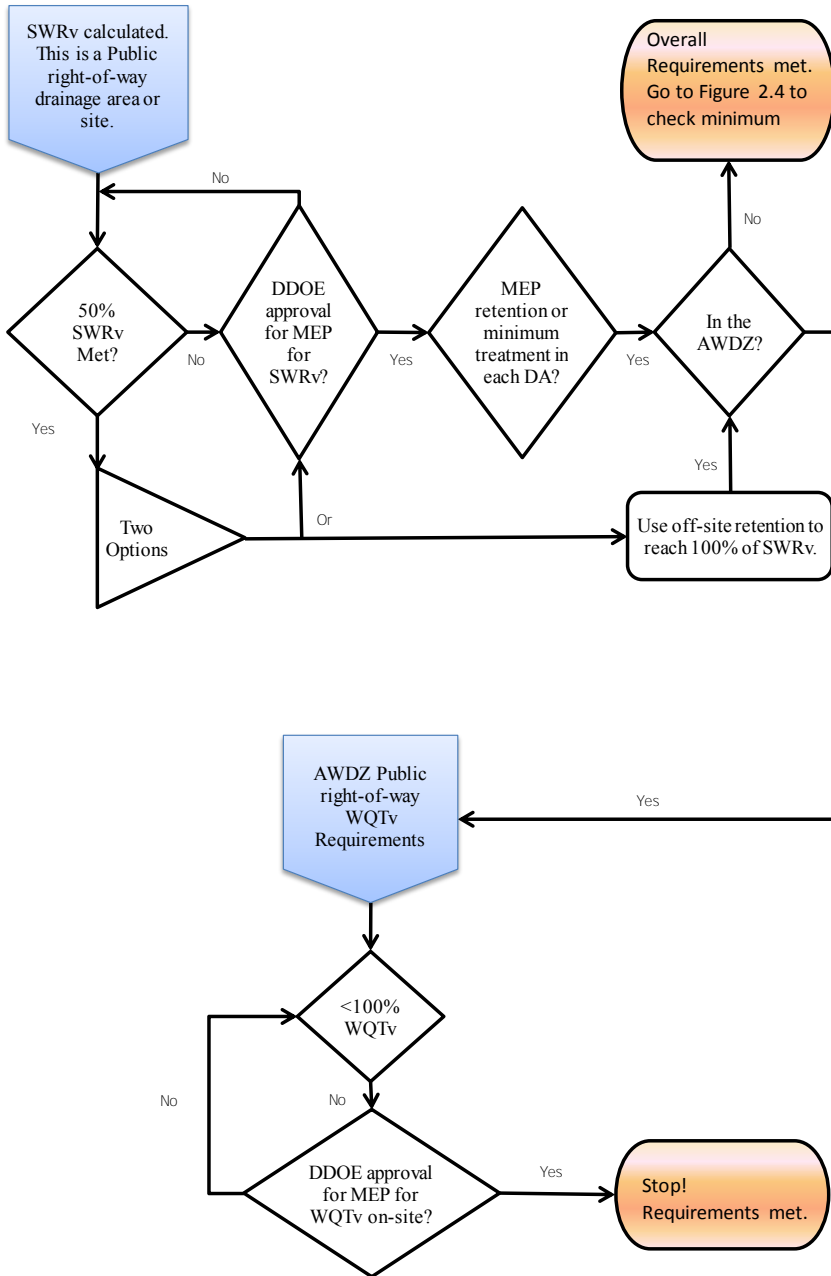 SWRv calculated.
This is a Public
right-of-way
drainage area or
site.
Overall
Requirements met.
Go to Figure 2.4 to
check minimum
No
No
50%
SWRv
Met?
No
DDOE
approval
for MEP
for
SWRv?
Yes
MEP
retention or
minimum
treatment in
each DA?
Yes
In the
AWDZ?
Yes
Yes
Two
Options
Or
Use off-site retention to
reach 100% of SWRv.
AWDZ Public
right-of-way
WQTv
Requirements
Yes
<100%
WQTv
No
No
DDOE approval
for MEP for
WQTv on-site?
Yes
Stop!
Requirements met.